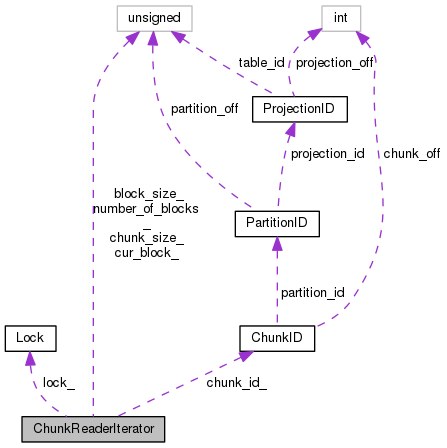 unsigned
int
table_id
projection_off
ProjectionID
partition_off
projection_id
chunk_off
block_size_
number_of_blocks
_
chunk_size_
cur_block_
PartitionID
partition_id
Lock
ChunkID
lock_
chunk_id_
ChunkReaderIterator